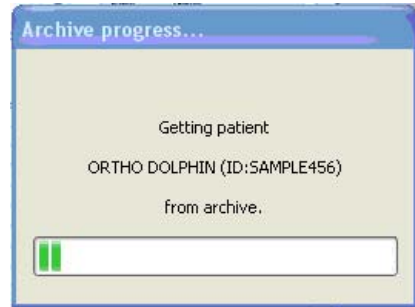 Archive progress...
Getting patient
ORTHO DOLPHIN (ID:SAMPLE456)
from archive.